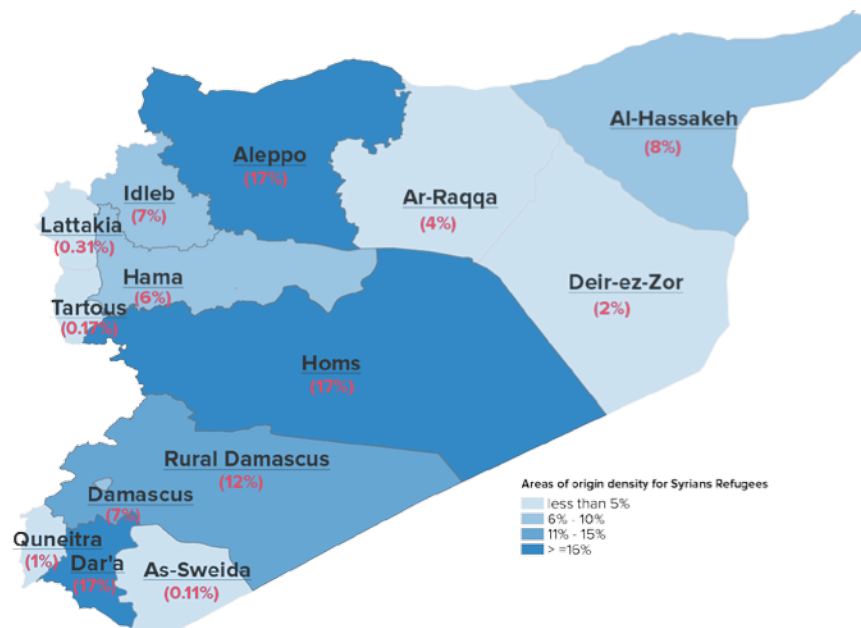 Al-Hassakeh
(8%)
Aleppo
(17%)
Idleb
(7%)
Ar-Raqqa
(4%)
Lattakia
(0.31%)
Hama
(6%)
Deir-ez-Zor
(2%)
Tartous
(0.17%)
Homs
(17%)
Rural Damascus
(12%)
Damascus
(7%)
Quneitra
(1%)
Dar'a
(17%)
As-Sweida
(0.11%)
Areas of origin density for Syrians Refugees
less than 5%
6% - 10%
11% - 15%
> =16%